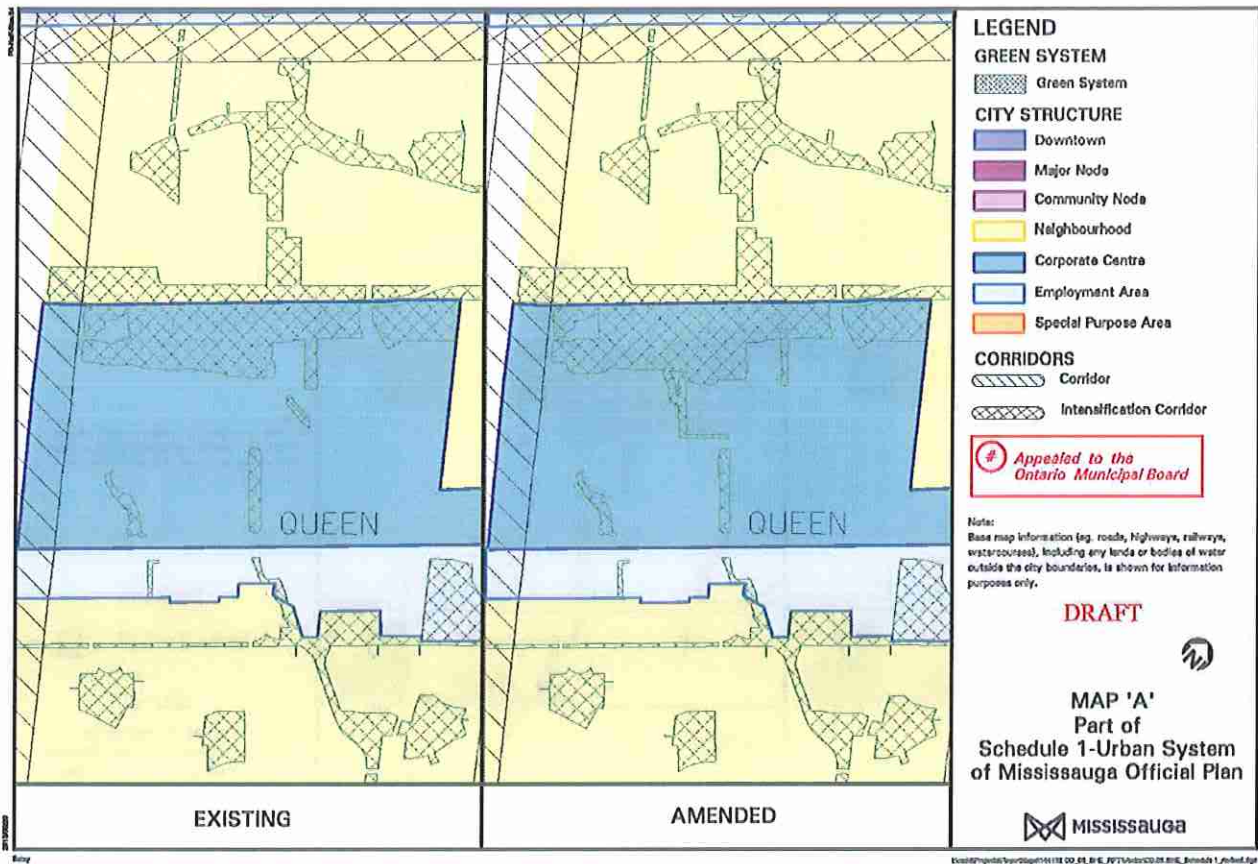 QUEEN
EXISTING
QUEEN
AMENDED
LEGEND
GREEN SYSTEM
Green System
CITY STRUCTURE
Downtown
Major Node
Community Node
Neighbourhood
Corporate Centre
Employment Area
Special Purpose Area
CORRIDORS
Corridor
Intensification Corridor
# Appealed to the
Ontario Municipal Board
Note:
Base map information (eg. roads, highways, railways,
watercourses), including any lands or bodies of water
outside the city boundaries, is shown for information
purposes only.
DRAFT
MAP 'A'
Part of
Schedule 1-Urban System
of Mississauga Official Plan
MISSISSAUGA